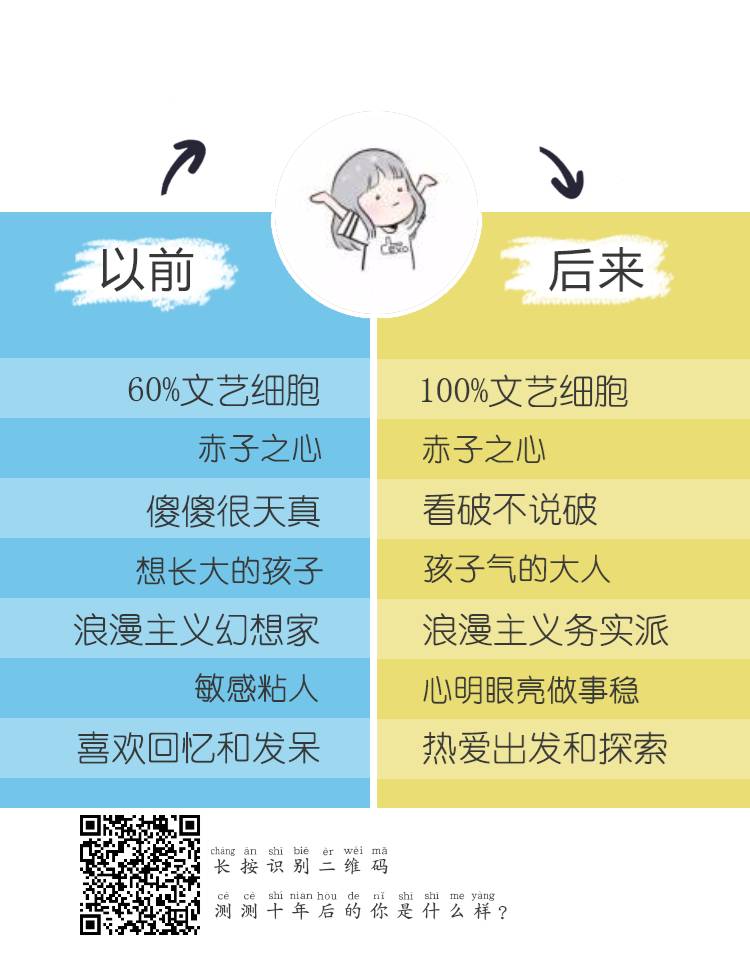 以前
后来
60%文艺细胞
100%文艺细胞
赤子之心
赤子之心
傻傻很天真
看破不说破
想长大的孩子
孩子气的大人
浪漫主义幻想家
浪漫主义务实派
敏感粘人
心明眼亮做事稳
喜欢回忆和发呆
热爱出发和探索
cháng àn shí bié èr wéi mǎ
长按识别二维码
cè cè shí nian hou de nǐ shì shí me yàng
测测十年后的你是什么样?